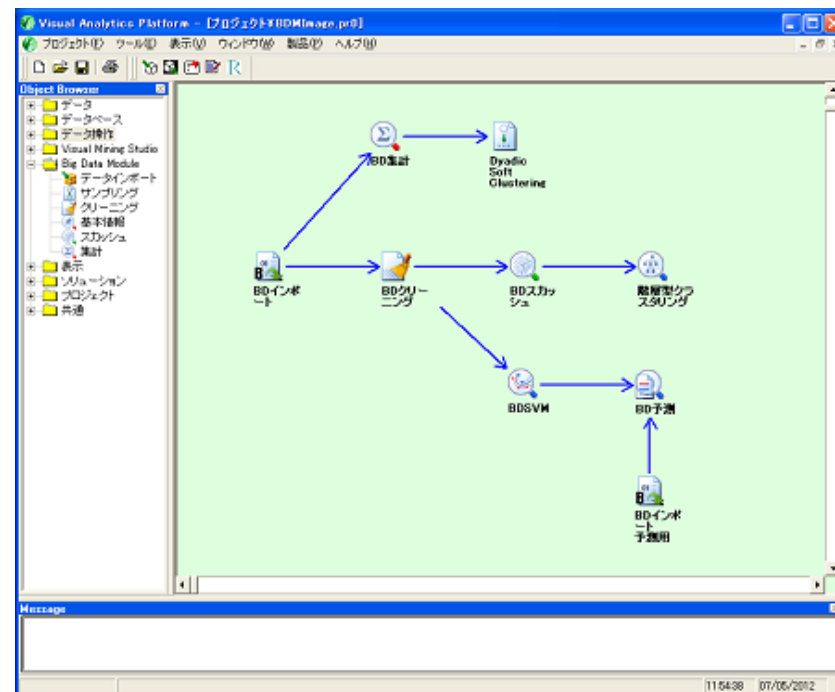 Visual Analytics Platform - [プロジェクト¥BDMImage.pr0]
プロジェクト(E) ツール(E) 表示(V) ウィンドウ(W) 製品(P) ヘルプ(H)
R
Object Browser
データ
データベース
データ操作
Visual Mining Studio
Big Data Module
データインポート
サンプリング
クリーニング
基本情報
スカッシュ
集計
表示
ソリューション
プロジェクト
共通
BD集計
Dyadic
Soft
Clustering
BDインポ
ート
BDクリー
ニング
BDスカッ
シュ
階層型クラ
スタリング
BDSVM
BD予測
BDインポ
ート
予測用
Message
11:54:38
07/05/2012